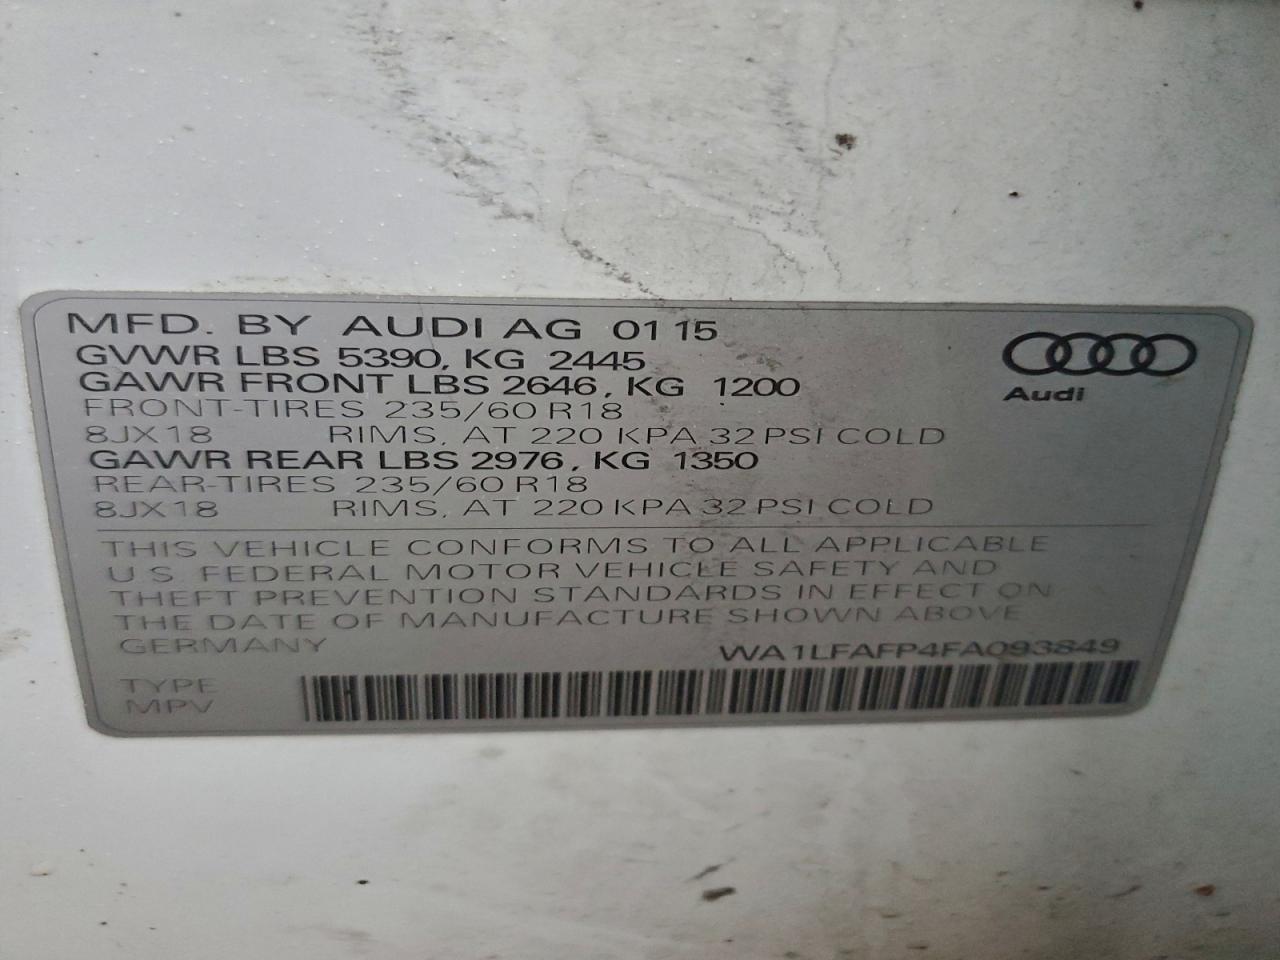 MFD. BY AUDI AG 01 15
GVWR LBS 5390, KG 2445
GAWR FRONT LBS 2646, KG 1200
FRONT-TIRES 235/60 R18
8JX18 RIMS, AT 220 KPA 32 PSI COLD
GAWR REAR LBS 2976, KG 1350
REAR-TIRES 235/60 R18
8JX18 RIMS, AT 220 KPA 32 PSI COLD
Audi
THIS VEHICLE CONFORMS TO ALL APPLICABLE
U.S. FEDERAL MOTOR VEHICLE SAFETY AND
THEFT PREVENTION STANDARDS IN EFFECT ON
THE DATE OF MANUFACTURE SHOWN ABOVE
GERMANY WA1LFAFP4FA093849
TYPE
MPV